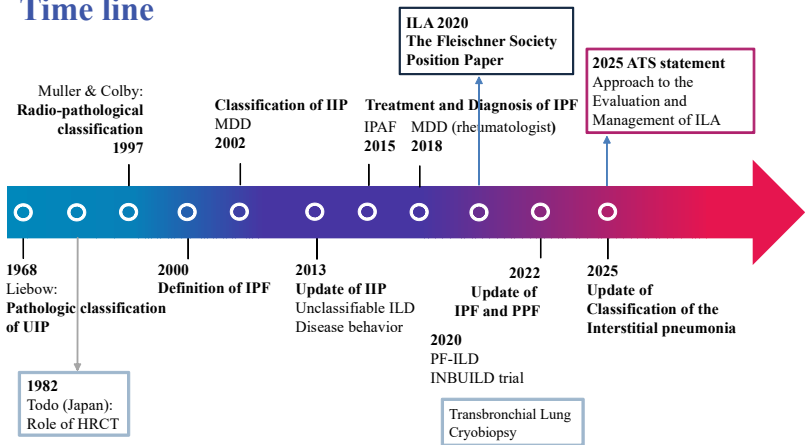 Time line
ILA 2020
The Fleischner Society
Position Paper
2025 ATS statement
Approach to the
Evaluation and
Management of ILA
Muller & Colby:
Radio-pathological
classification
1997
Classification of IIP
MDD
2002
Treatment and Diagnosis of IPF
IPAF
2015
MDD (rheumatologist)
2018
1968
Liebow:
Pathologic classification
of UIP
2000
Definition of IPF
2013
Update of IIP
Unclassifiable ILD
Disease behavior
2022
Update of
IPF and PPF
2020
PF-ILD
INBUILD trial
2025
Update of
Classification of the
Interstitial pneumonia
1982
Todo (Japan):
Role of HRCT
Transbronchial Lung
Cryobiopsy